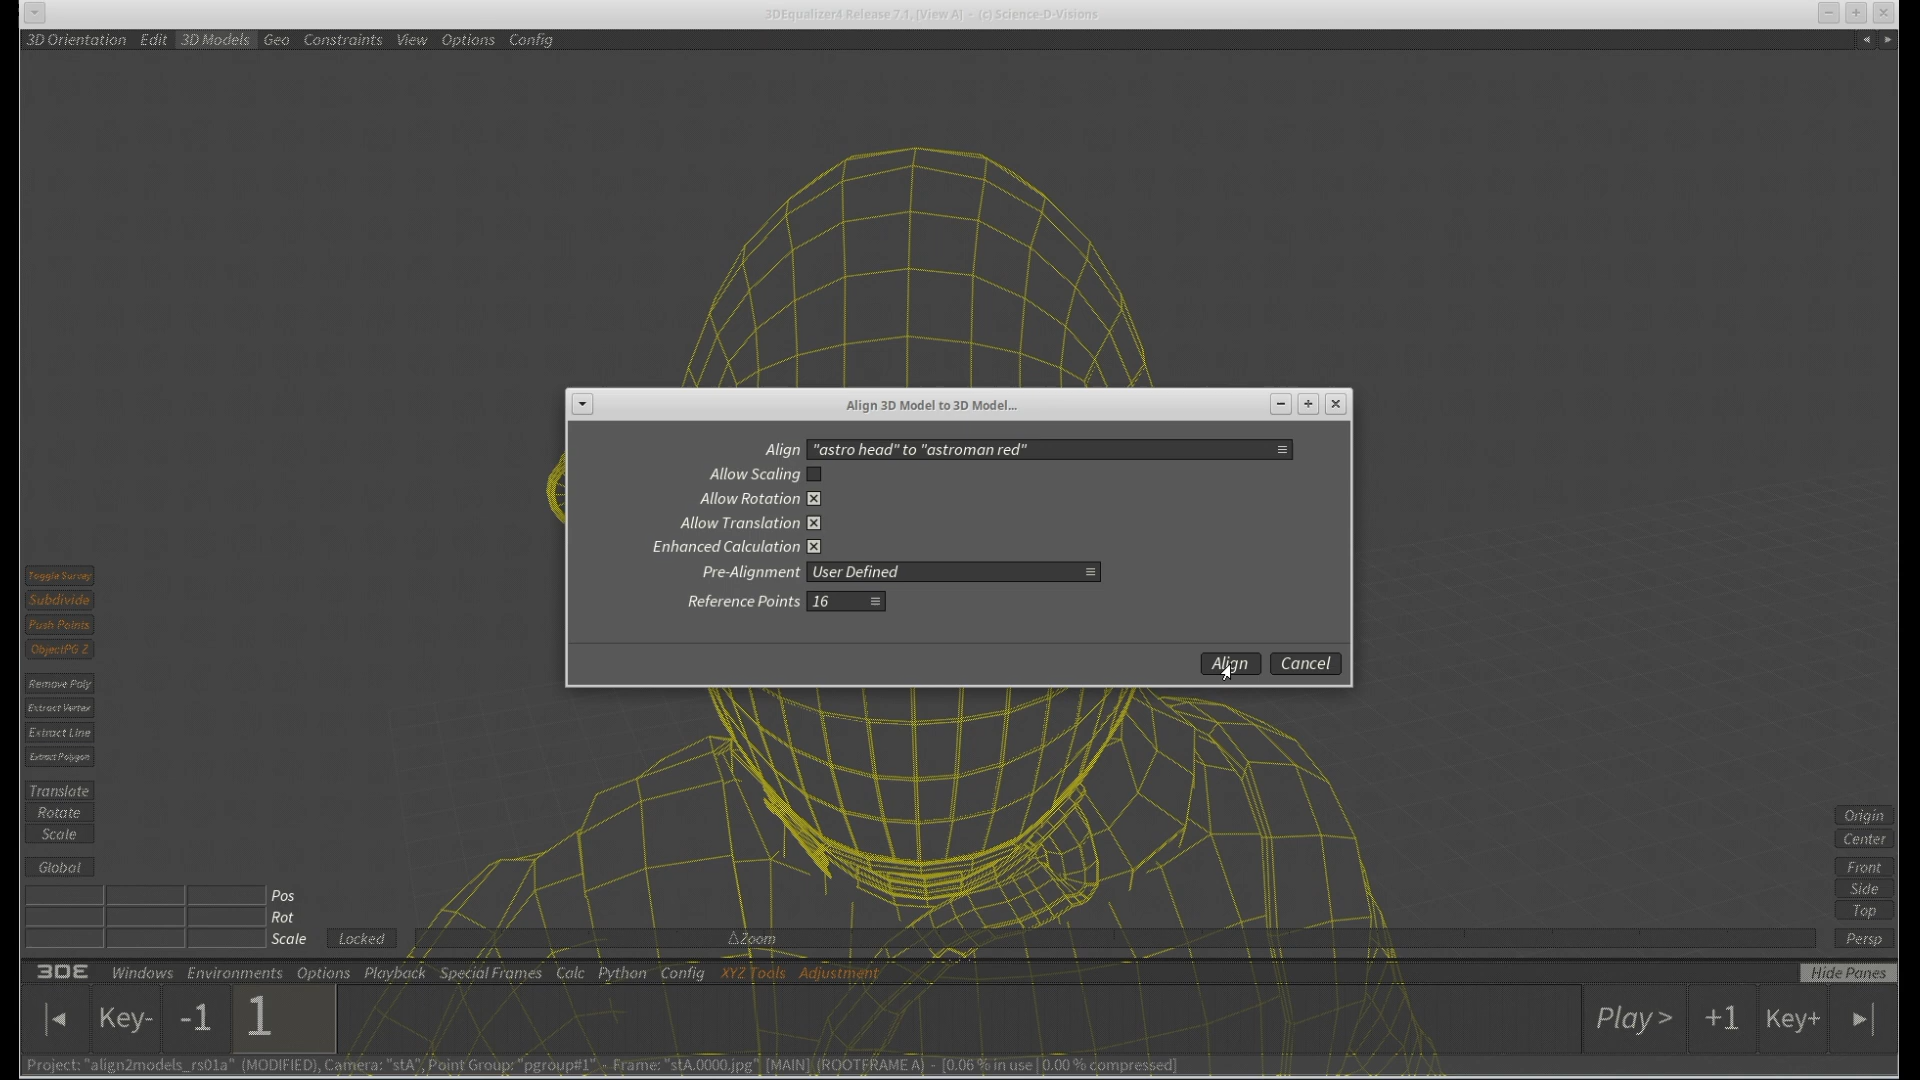 3DEqualizer4 Release 7.1, [View A]  -  (c) Science-D-Visions
3D Orientation Edit 3D Models Geo Constraints View Options Config
Align 3D Model to 3D Model...
Align "astro head" to "astroman red"
Allow Scaling
Allow Rotation
Allow Translation
Enhanced Calculation
Pre-Alignment User Defined
Reference Points 16
Align Cancel
Toggle Survey
Subdivide
Push Points
ObjectPG Z
Remove Poly
Extract Vertex
Extract Line
Extract Polygon
Translate
Rotate
Scale
Global
Pos
Rot
Scale Locked Zoom
Origin
Center
Front
Side
Top
Persp
3DE Windows Environments Options Playback Special Frames Calc Python Config XYZ Tools Adjustment Hide Panes
Key- -1 1 Play > +1 Key+
Project: "align2models_rs01a" (MODIFIED), Camera: "stA", Point Group: "pgroup#1"  -  Frame: "stA.0000.jpg" [MAIN] (ROOTFRAME A)  -  [0.06 % in use | 0.00 % compressed]